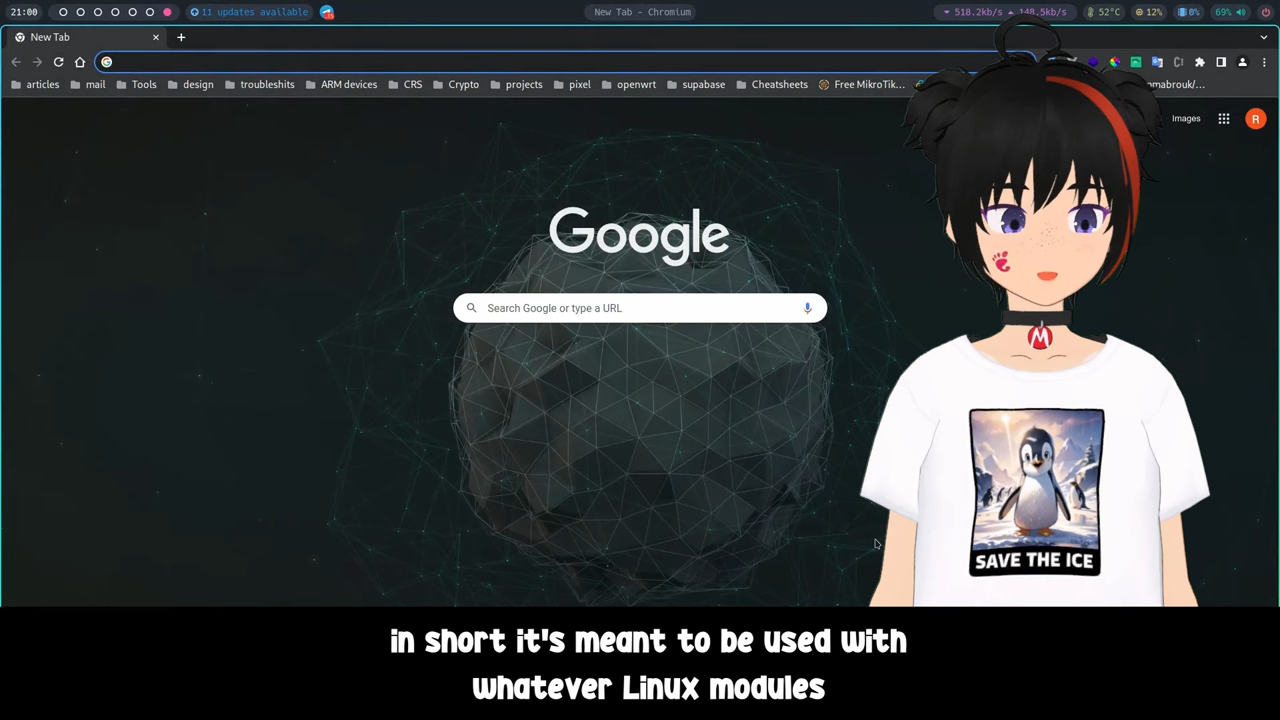 21:00
11 updates available
New Tab - Chromium
518.2kb/s 148.5kb/s
52°C
12%
0%
69%
New Tab
articles
mail
Tools
design
troubleshits
ARM devices
CRS
Crypto
projects
pixel
openwrt
supabase
Cheatsheets
Free MikroTik...
mabrouk/...
Images
R
Google
Search Google or type a URL
M
SAVE THE ICE
in short it's meant to be used with
whatever Linux modules